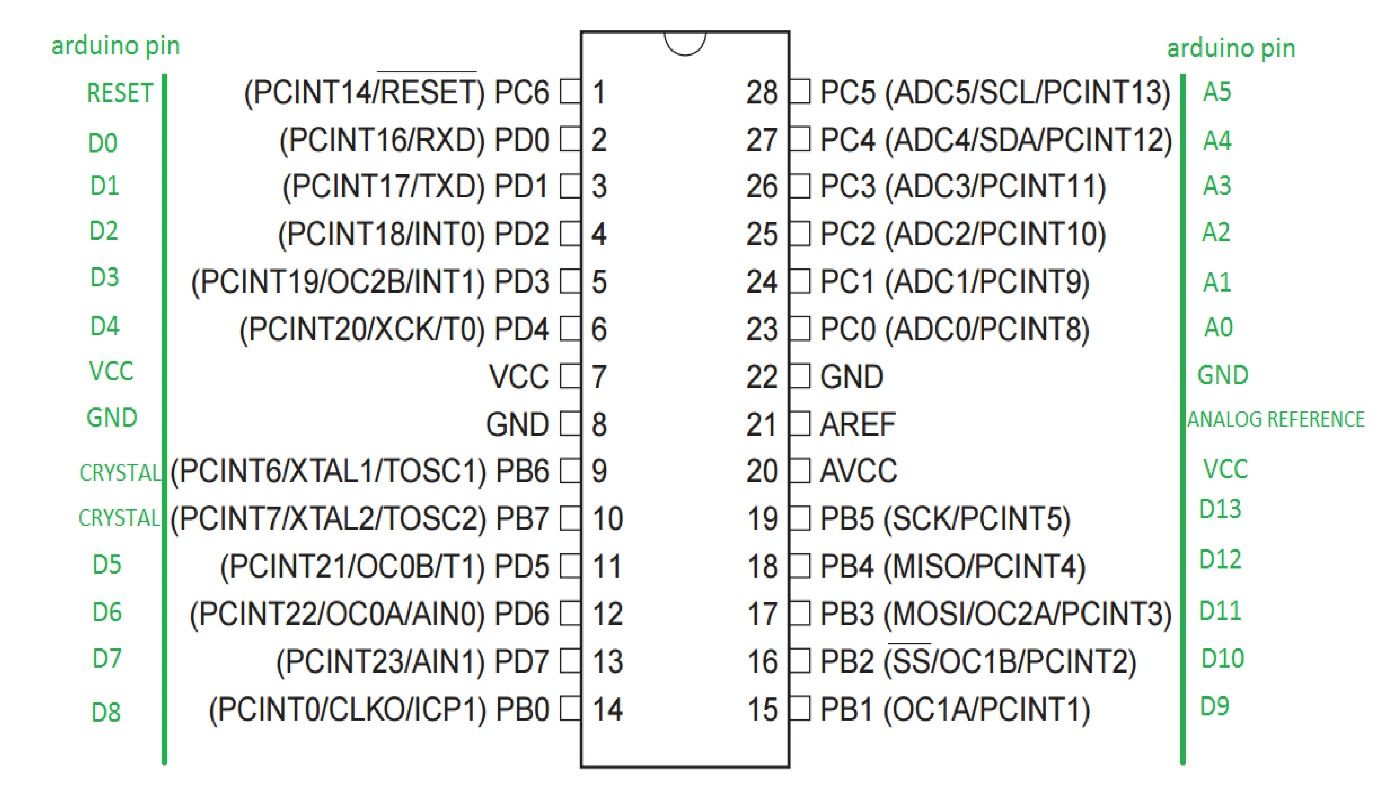 arduino pin arduino pin
RESET (PCINT14/RESET) PC6 1 28 PC5 (ADC5/SCL/PCINT13) A5
D0 (PCINT16/RXD) PD0 2 27 PC4 (ADC4/SDA/PCINT12) A4
D1 (PCINT17/TXD) PD1 3 26 PC3 (ADC3/PCINT11) A3
D2 (PCINT18/INT0) PD2 4 25 PC2 (ADC2/PCINT10) A2
D3 (PCINT19/OC2B/INT1) PD3 5 24 PC1 (ADC1/PCINT9) A1
D4 (PCINT20/XCK/T0) PD4 6 23 PC0 (ADC0/PCINT8) A0
VCC VCC 7 22 GND GND
GND GND 8 21 AREF ANALOG REFERENCE
CRYSTAL (PCINT6/XTAL1/TOSC1) PB6 9 20 AVCC VCC
CRYSTAL (PCINT7/XTAL2/TOSC2) PB7 10 19 PB5 (SCK/PCINT5) D13
D5 (PCINT21/OC0B/T1) PD5 11 18 PB4 (MISO/PCINT4) D12
D6 (PCINT22/OC0A/AIN0) PD6 12 17 PB3 (MOSI/OC2A/PCINT3) D11
D7 (PCINT23/AIN1) PD7 13 16 PB2 (SS/OC1B/PCINT2) D10
D8 (PCINT0/CLKO/ICP1) PB0 14 15 PB1 (OC1A/PCINT1) D9